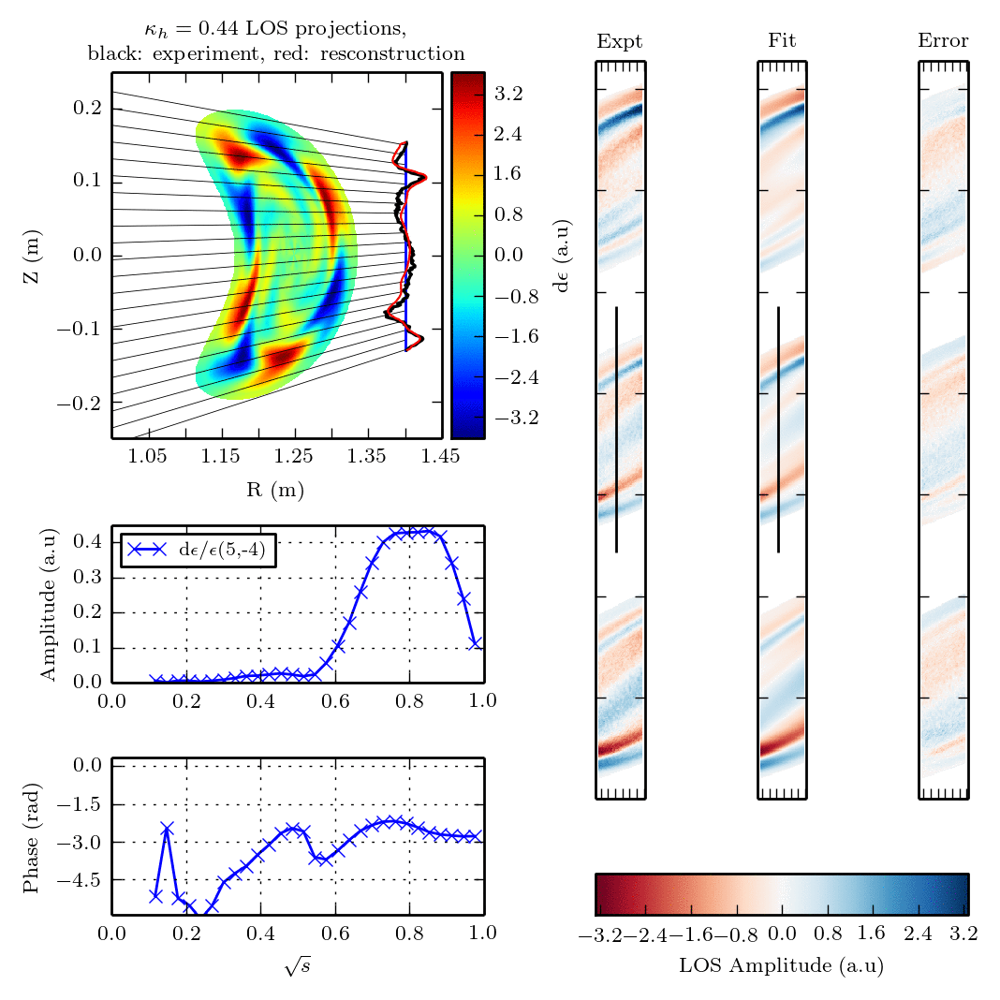 κh = 0.44 LOS projections,
black: experiment, red: resconstruction
0.2
0.1
0.0
−0.1
−0.2
Z (m)
1.05 1.15 1.25 1.35 1.45
R (m)
3.2
2.4
1.6
0.8
0.0
−0.8
−1.6
−2.4
−3.2
dϵ (a.u)
Expt Fit Error
0.4
0.3
0.2
0.1
0.0
Amplitude (a.u)
dϵ/ϵ(5,-4)
0.0 0.2 0.4 0.6 0.8 1.0
0.0
−1.5
−3.0
−4.5
Phase (rad)
0.0 0.2 0.4 0.6 0.8 1.0
√s
−3.2 −2.4 −1.6 −0.8 0.0 0.8 1.6 2.4 3.2
LOS Amplitude (a.u)